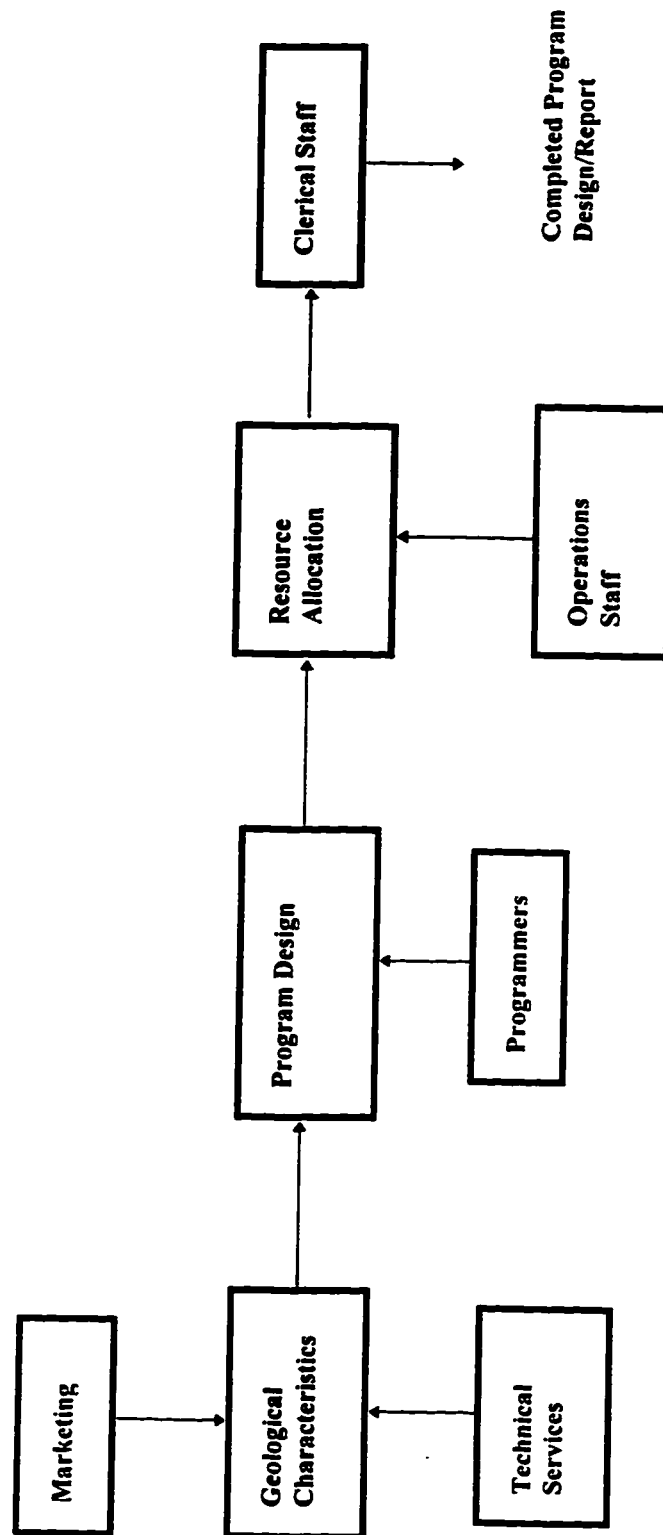 Marketing
Geological
Characteristics
Technical
Services
Program Design
Programmers
Resource
Allocation
Operations
Staff
Clerical Staff
Completed Program
Design/Report